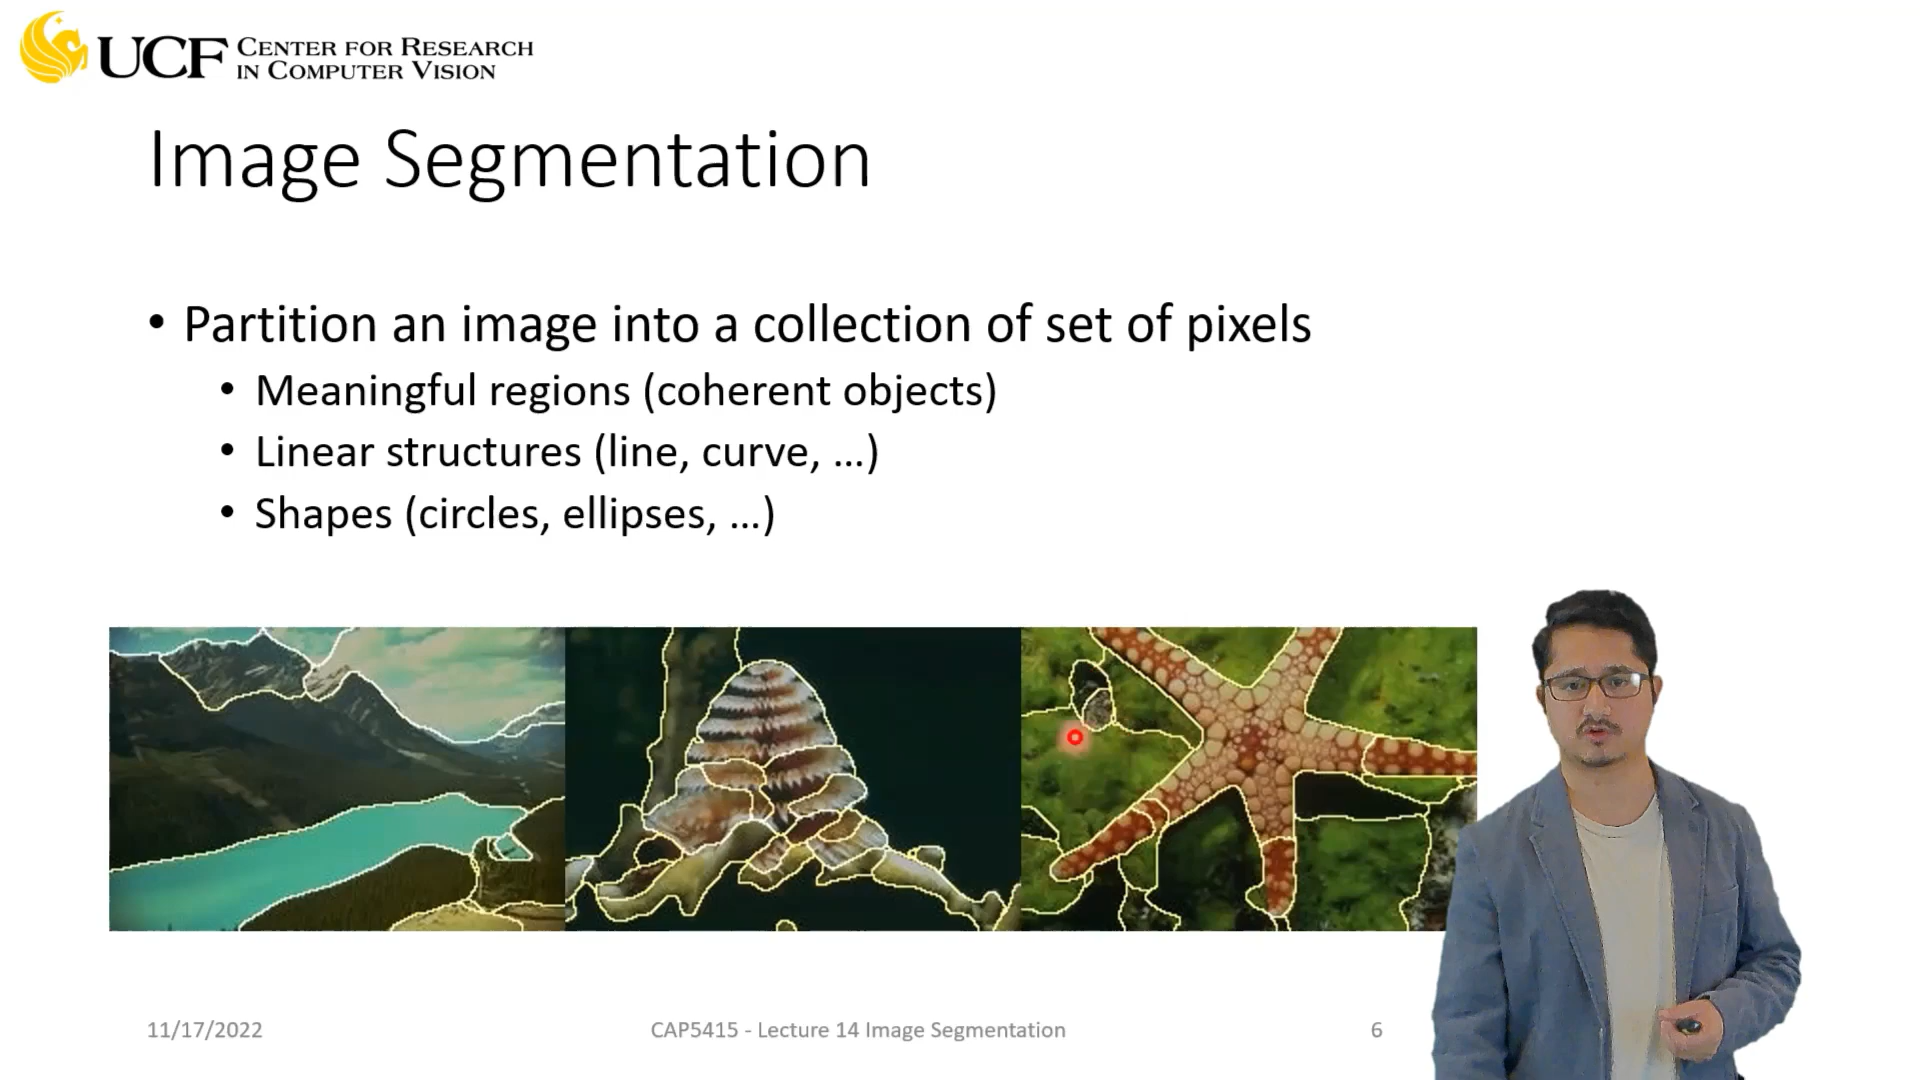 UCF CENTER FOR RESEARCH
IN COMPUTER VISION
Image Segmentation
• Partition an image into a collection of set of pixels
• Meaningful regions (coherent objects)
• Linear structures (line, curve, …)
• Shapes (circles, ellipses, …)
11/17/2022
CAP5415 - Lecture 14 Image Segmentation
6